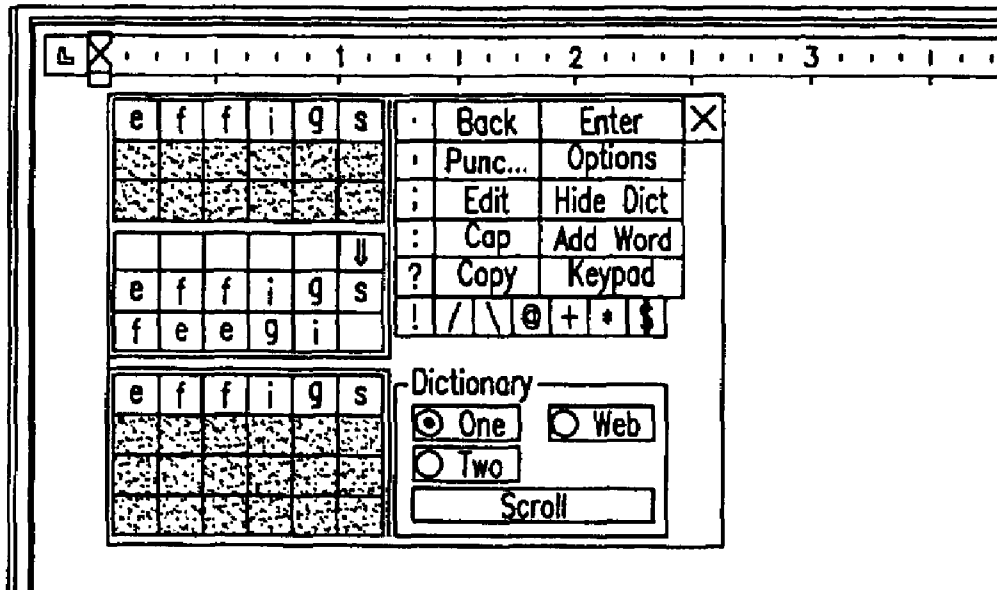 1 2 3
e f f i g s
. Back Enter X
, Punc... Options
; Edit Hide Dict
: Cap Add Word
⇓
? Copy Keypad
e f f i g s
! / \ @ + * $
f e e g i
e f f i g s
Dictionary
One Web
Two
Scroll